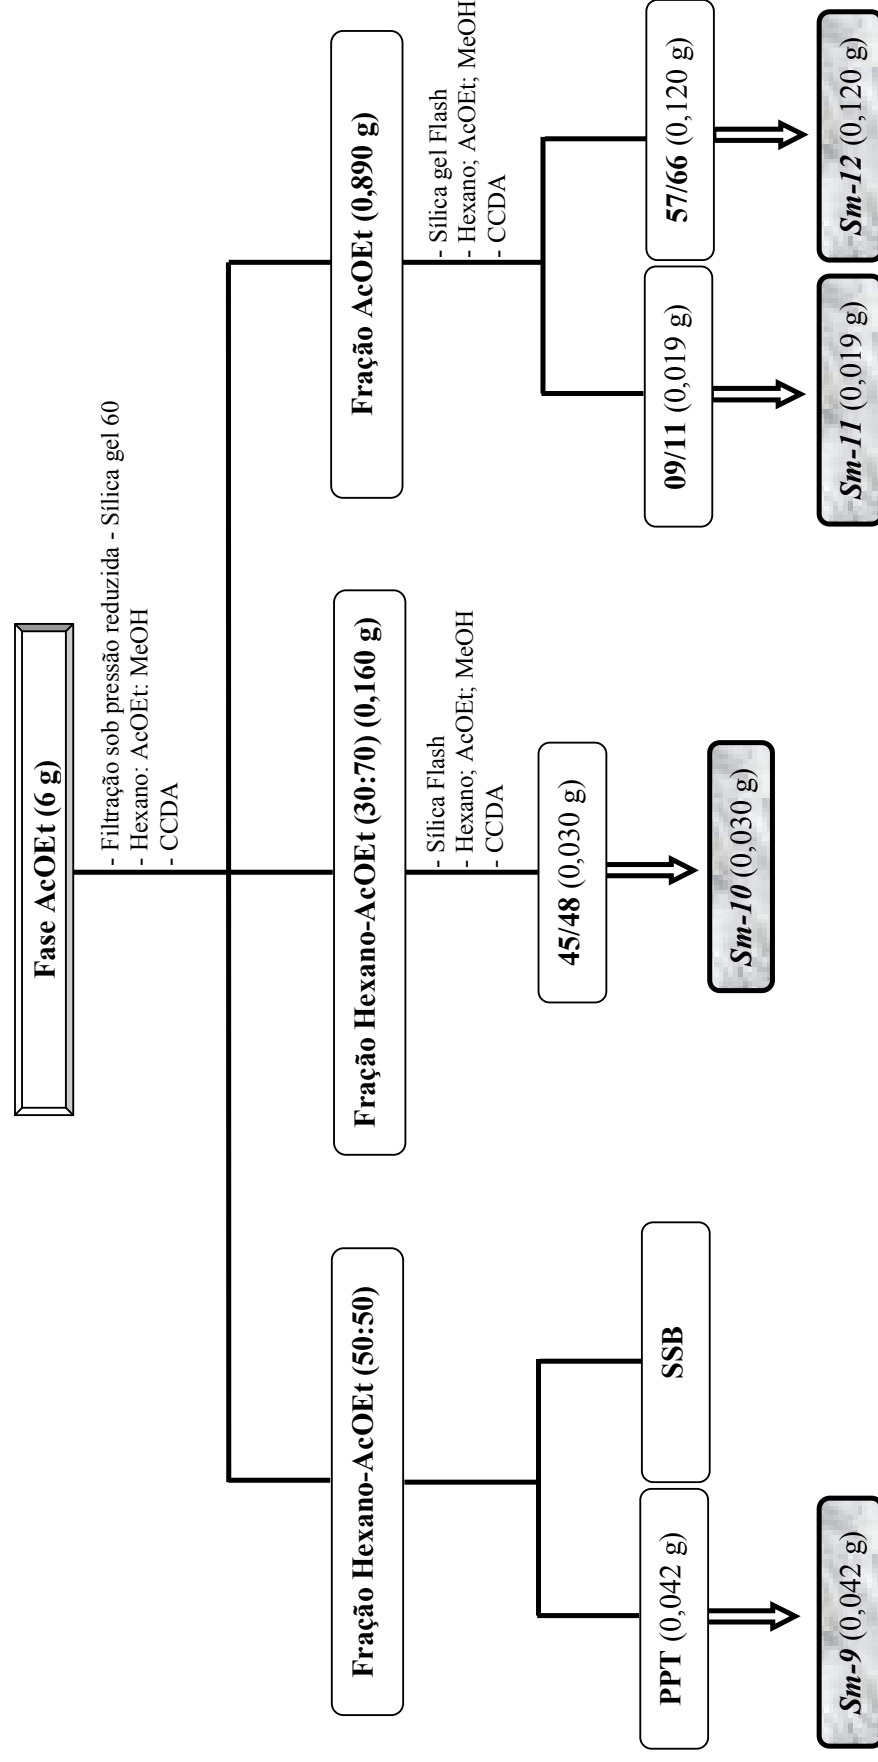 Fase AcOEt (6 g)
- Filtração sob pressão reduzida - Sílica gel 60
- Hexano: AcOEt: MeOH
- CCDA
Fração Hexano-AcOEt (50:50)
Fração Hexano-AcOEt (30:70) (0,160 g)
Fração AcOEt (0,890 g)
- Sílica Flash
- Hexano; AcOEt; MeOH
- CCDA
- Sílica gel Flash
- Hexano; AcOEt; MeOH
- CCDA
PPT (0,042 g)
SSB
45/48 (0,030 g)
09/11 (0,019 g)
57/66 (0,120 g)
Sm-9 (0,042 g)
Sm-10 (0,030 g)
Sm-11 (0,019 g)
Sm-12 (0,120 g)